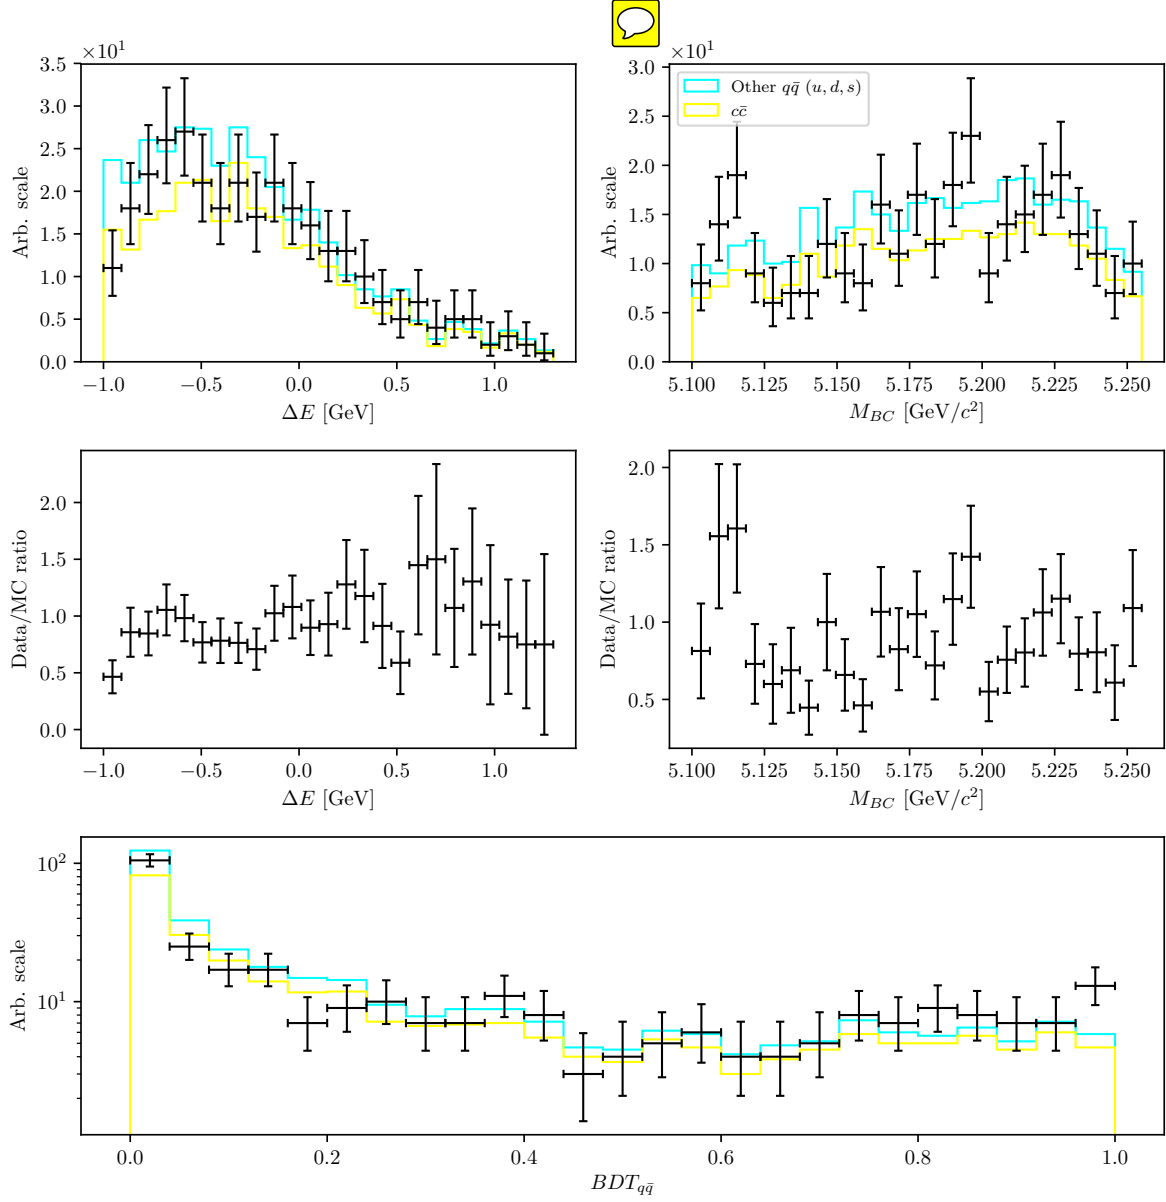 ×10¹ ×10¹
3.5
3.0
2.5
2.0
1.5
1.0
0.5
0.0
Arb. scale
−1.0 −0.5 0.0 0.5 1.0
ΔE [GeV]
3.0
2.5
2.0
1.5
1.0
0.5
0.0
Arb. scale
Other qq̄ (u, d, s)
cc̄
5.100 5.125 5.150 5.175 5.200 5.225 5.250
M_{BC} [GeV/c²]
2.0
1.5
1.0
0.5
0.0
Data/MC ratio
−1.0 −0.5 0.0 0.5 1.0
ΔE [GeV]
2.0
1.5
1.0
0.5
Data/MC ratio
5.100 5.125 5.150 5.175 5.200 5.225 5.250
M_{BC} [GeV/c²]
10²
10¹
Arb. scale
0.0 0.2 0.4 0.6 0.8 1.0
BDT_{qq̄}